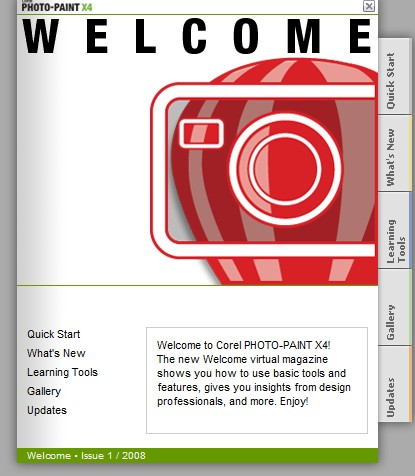 Corel
PHOTO-PAINT X4
WELCOME
Quick Start
What's New
Learning
Tools
Gallery
Updates
Quick Start
What's New
Learning Tools
Gallery
Updates
Welcome to Corel PHOTO-PAINT X4!
The new Welcome virtual magazine
shows you how to use basic tools and
features, gives you insights from design
professionals, and more. Enjoy!
Welcome • Issue 1 / 2008